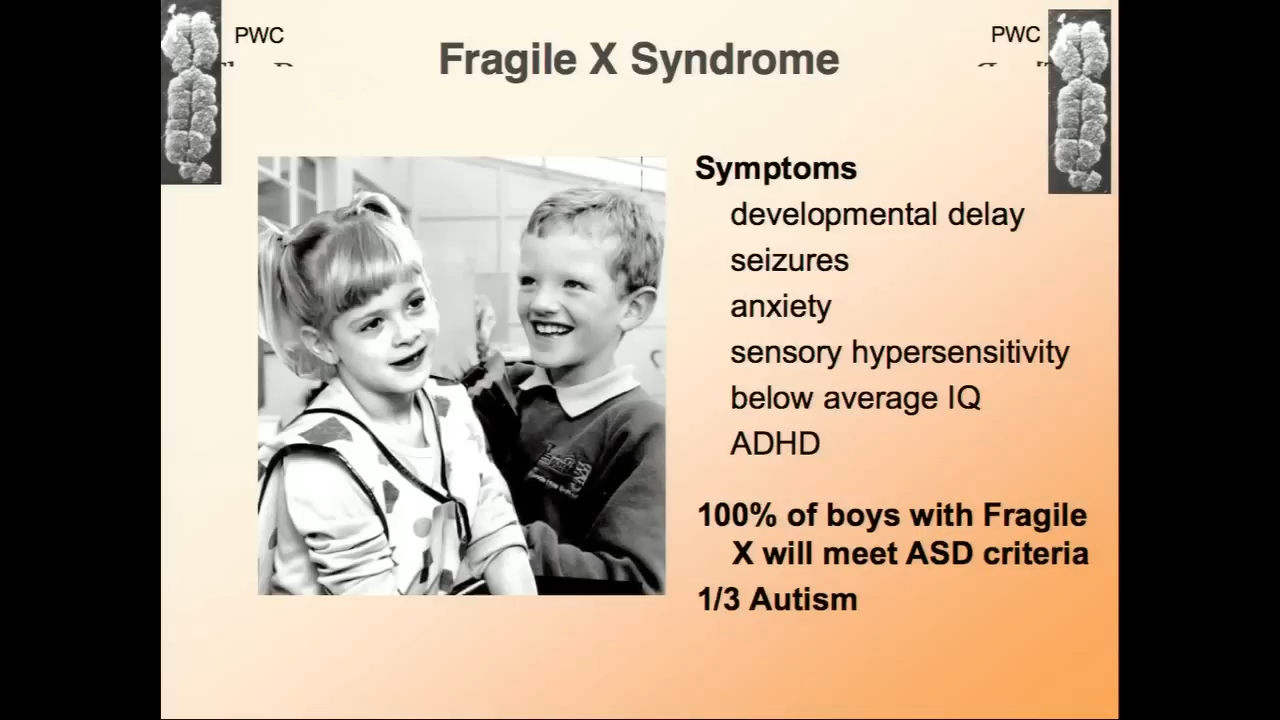 PWC
PWC
Fragile X Syndrome
Symptoms
developmental delay
seizures
anxiety
sensory hypersensitivity
below average IQ
ADHD
100% of boys with Fragile
X will meet ASD criteria
1/3 Autism